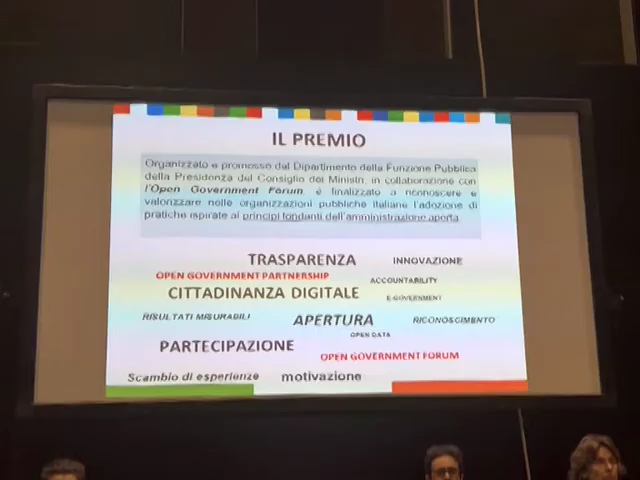 IL PREMIO
Organizzato e promosso dal Dipartimento della Funzione Pubblica
della Presidenza del Consiglio dei Ministri, in collaborazione con
l'Open Government Forum, è finalizzato a riconoscere e
valorizzare nelle organizzazioni pubbliche italiane l'adozione di
pratiche ispirate ai principi fondanti dell'amministrazione aperta.
TRASPARENZA INNOVAZIONE
OPEN GOVERNMENT PARTNERSHIP ACCOUNTABILITY
CITTADINANZA DIGITALE E-GOVERNMENT
RISULTATI MISURABILI APERTURA RICONOSCIMENTO
OPEN DATA
PARTECIPAZIONE OPEN GOVERNMENT FORUM
Scambio di esperienze motivazione